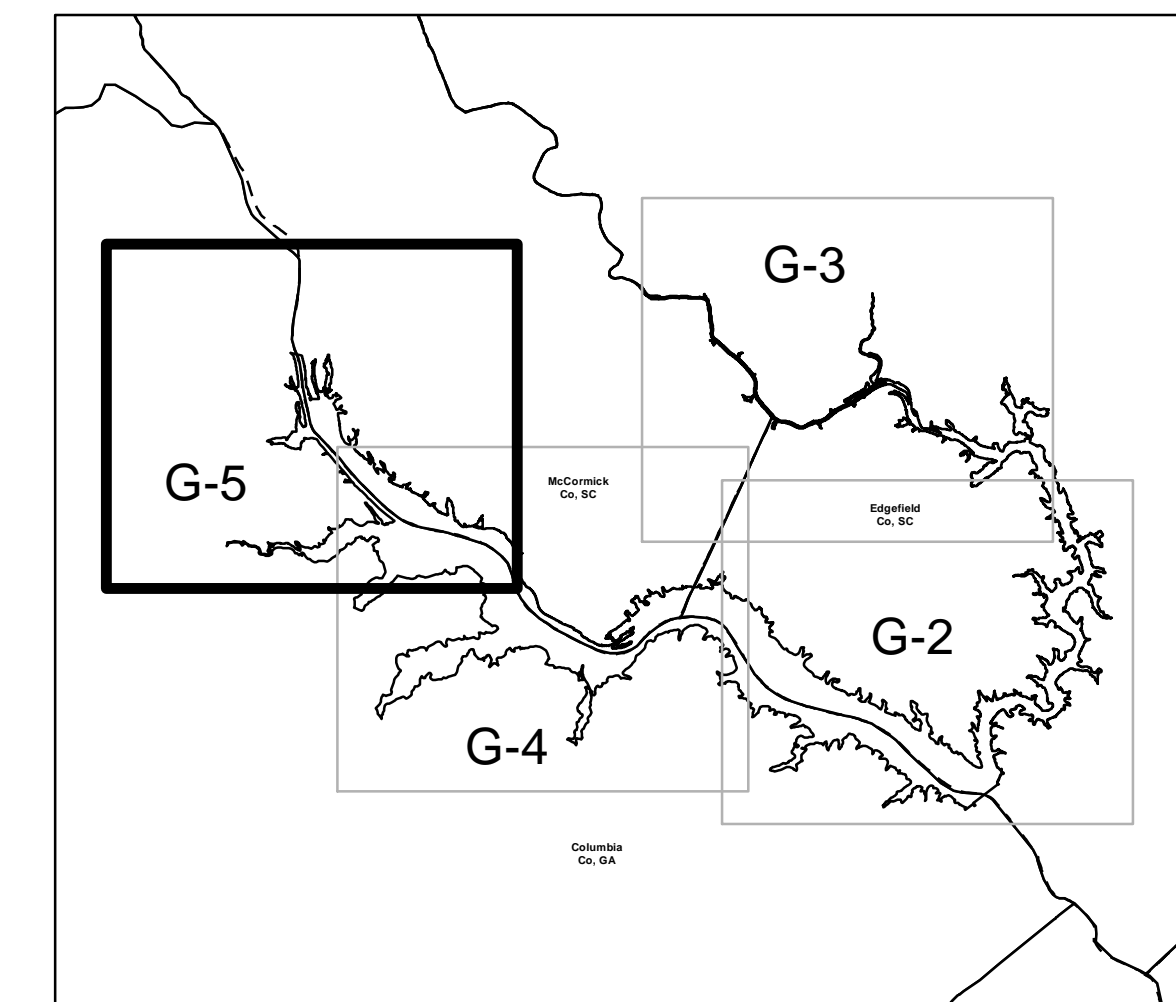 G-3
G-5
McCormick
Co, SC
Edgefield
Co, SC
G-2
G-4
Columbia
Co, GA